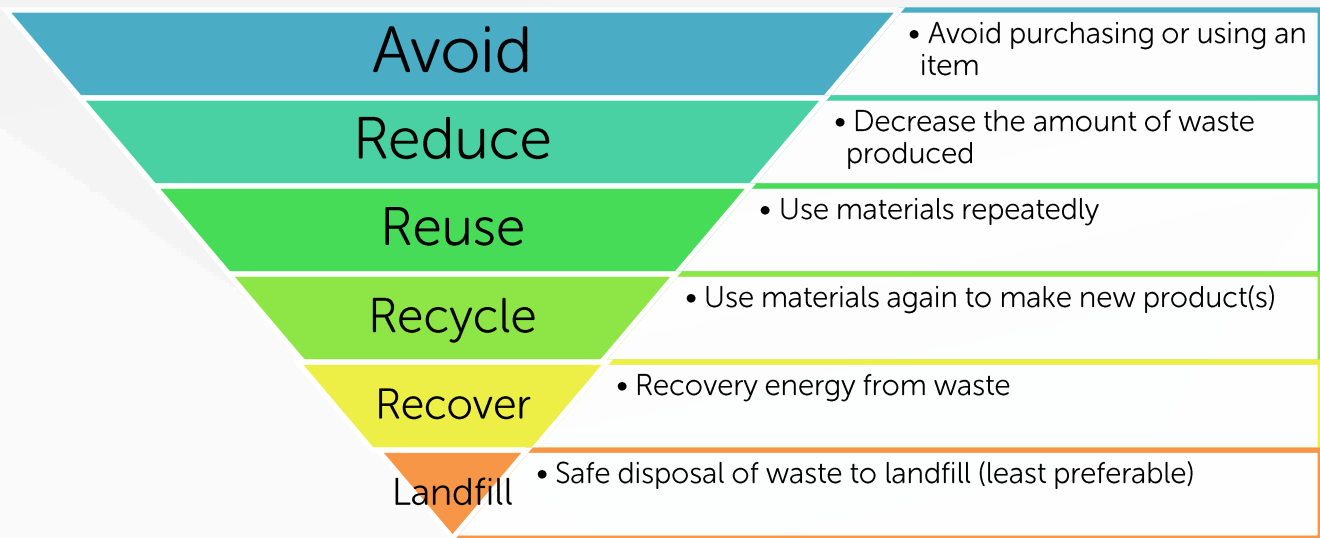 Avoid
• Avoid purchasing or using an
item
Reduce
• Decrease the amount of waste
produced
Reuse
• Use materials repeatedly
Recycle
• Use materials again to make new product(s)
Recover
• Recovery energy from waste
Landfill
• Safe disposal of waste to landfill (least preferable)